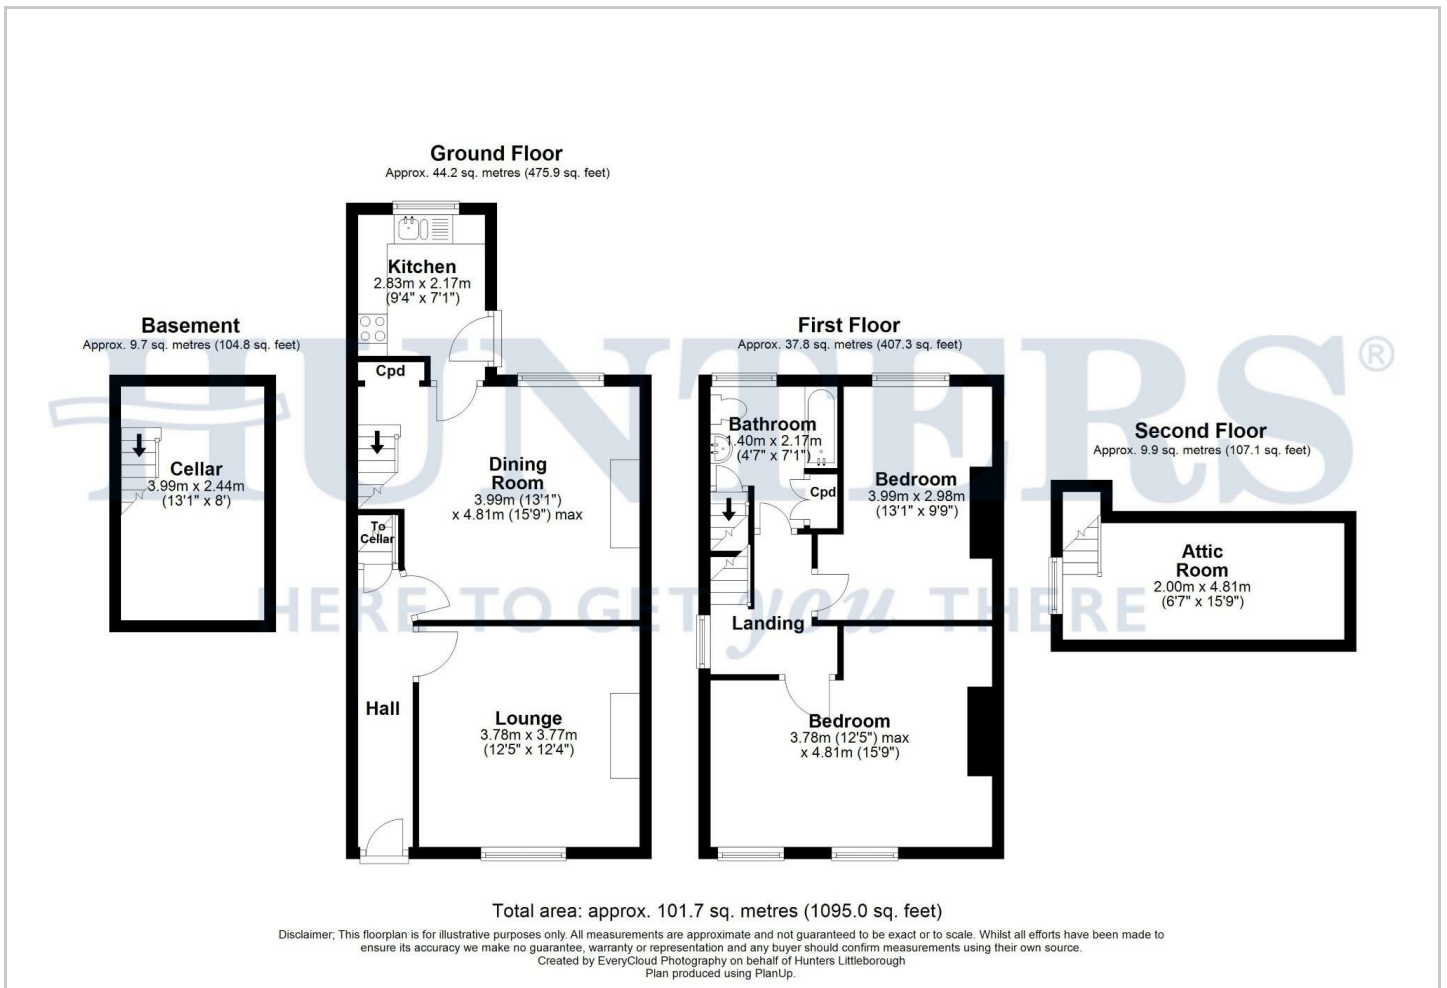 Ground Floor
Approx. 44.2 sq. metres (475.9 sq. feet)
Kitchen
2.83m x 2.17m
(9'4" x 7'1")
Cpd
Dining
Room
3.99m (13'1")
x 4.81m (15'9") max
To
Cellar
Hall
Lounge
3.78m x 3.77m
(12'5" x 12'4")
Basement
Approx. 9.7 sq. metres (104.8 sq. feet)
Cellar
3.99m x 2.44m
(13'1" x 8')
First Floor
Approx. 37.8 sq. metres (407.3 sq. feet)
Bathroom
1.40m x 2.17m
(4'7" x 7'1")
Cpd
Bedroom
3.99m x 2.98m
(13'1" x 9'9")
Landing
Bedroom
3.78m (12'5") max
x 4.81m (15'9")
Second Floor
Approx. 9.9 sq. metres (107.1 sq. feet)
Attic
Room
2.00m x 4.81m
(6'7" x 15'9")
HUNTERS®
HERE TO GET you THERE
Total area: approx. 101.7 sq. metres (1095.0 sq. feet)
Disclaimer; This floorplan is for illustrative purposes only. All measurements are approximate and not guaranteed to be exact or to scale. Whilst all efforts have been made to
ensure its accuracy we make no guarantee, warranty or representation and any buyer should confirm measurements using their own source.
Created by EveryCloud Photography on behalf of Hunters Littleborough
Plan produced using PlanUp.